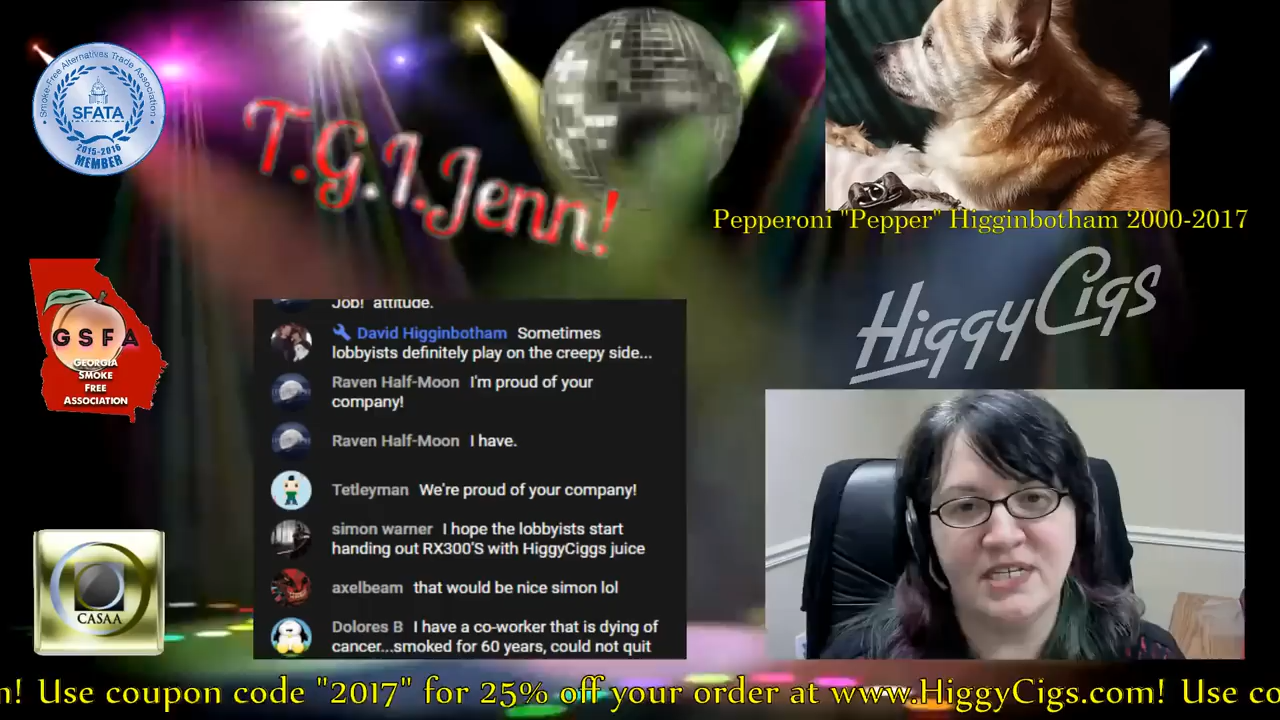 Smoke-Free Alternatives Trade Association
SFATA
2015-2016
MEMBER
T.G.I.Jenn!
Pepperoni "Pepper" Higginbotham 2000-2017
HiggyCigs
GSFA
GEORGIA
SMOKE
FREE
ASSOCIATION
CASAA
Job! attitude.
David Higginbotham Sometimes
lobbyists definitely play on the creepy side...
Raven Half-Moon I'm proud of your
company!
Raven Half-Moon I have.
Tetleyman We're proud of your company!
simon warner I hope the lobbyists start
handing out RX300'S with HiggyCiggs juice
axelbeam that would be nice simon lol
Dolores B I have a co-worker that is dying of
cancer...smoked for 60 years, could not quit
n! Use coupon code "2017" for 25% off your order at www.HiggyCigs.com! Use co